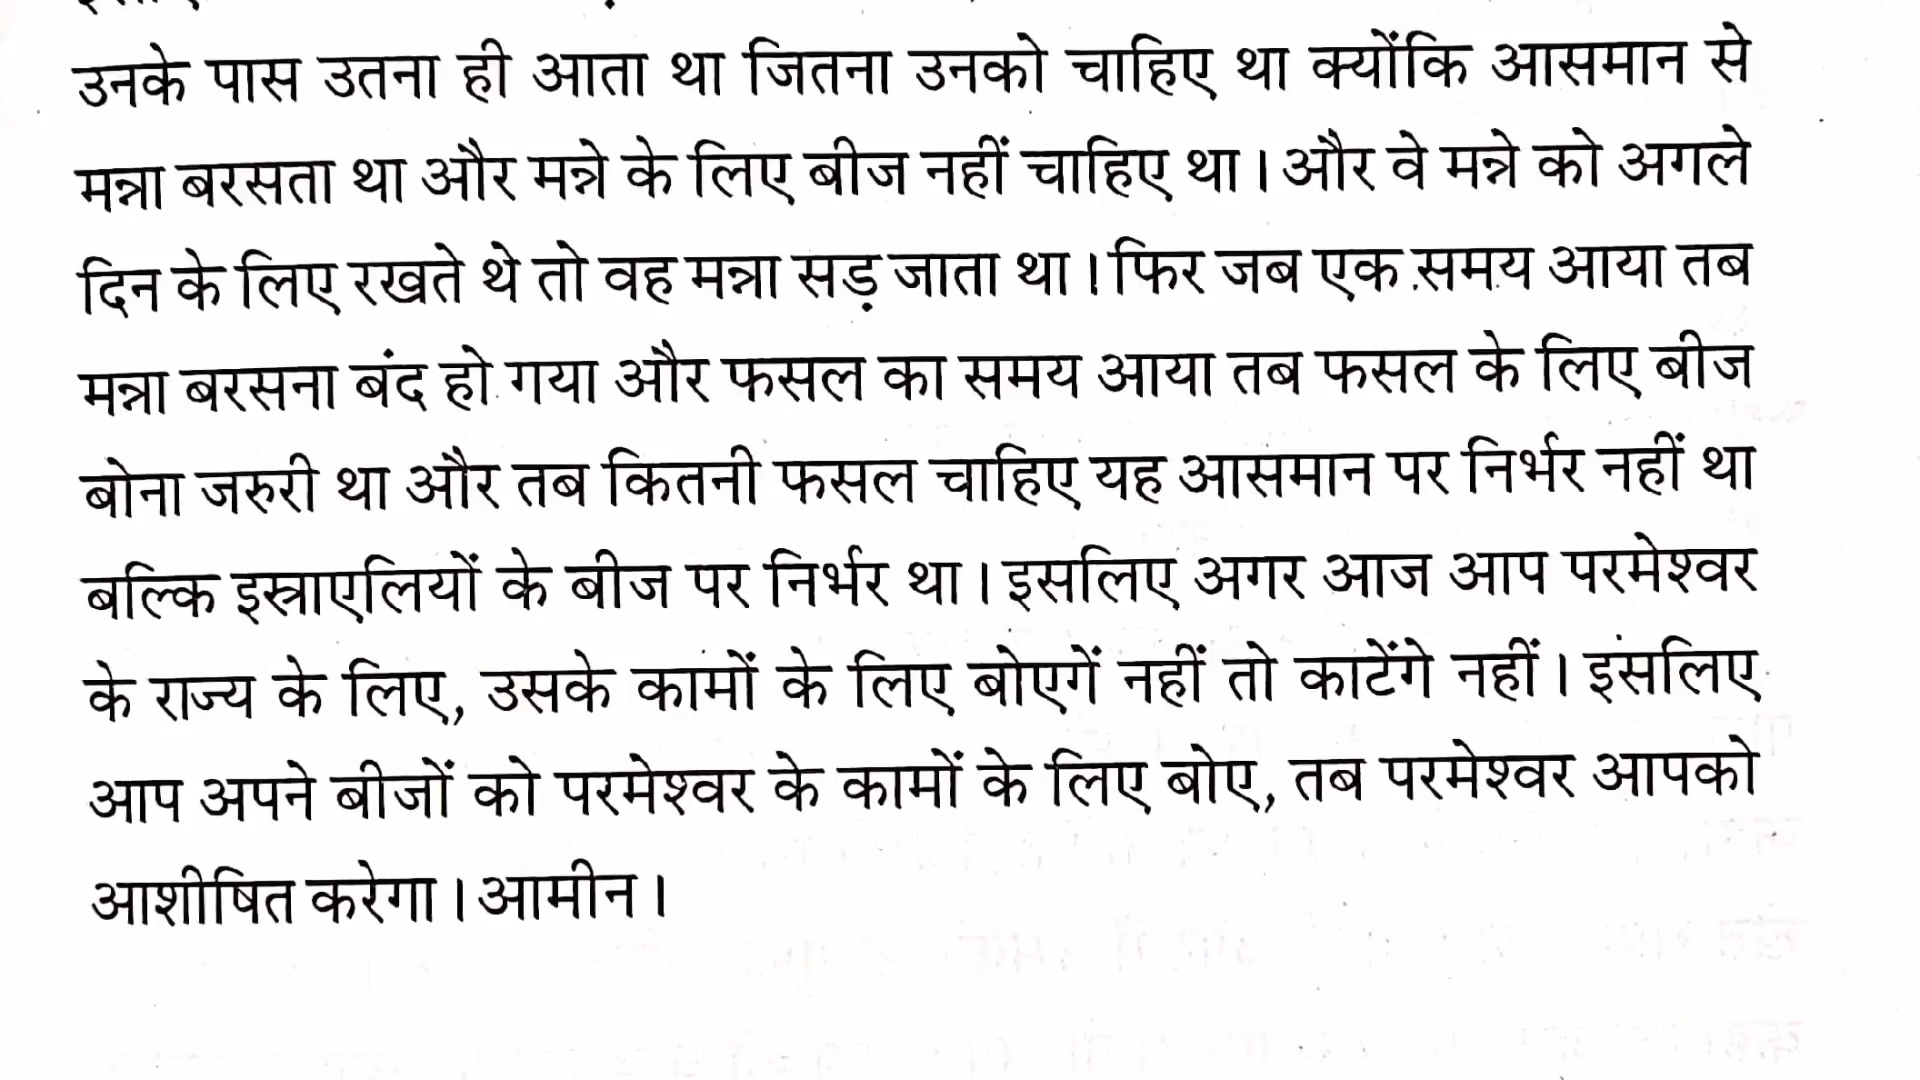 उनके पास उतना ही आता था जितना उनको चाहिए था क्योंकि आसमान से
मन्ना बरसता था और मन्ने के लिए बीज नहीं चाहिए था। और वे मन्ने को अगले
दिन के लिए रखते थे तो वह मन्ना सड़ जाता था। फिर जब एक समय आया तब
मन्ना बरसना बंद हो गया और फसल का समय आया तब फसल के लिए बीज
बोना जरुरी था और तब कितनी फसल चाहिए यह आसमान पर निर्भर नहीं था
बल्कि इस्राएलियों के बीज पर निर्भर था। इसलिए अगर आज आप परमेश्वर
के राज्य के लिए, उसके कामों के लिए बोएगें नहीं तो काटेंगे नहीं। इसलिए
आप अपने बीजों को परमेश्वर के कामों के लिए बोए, तब परमेश्वर आपको
आशीषित करेगा। आमीन।